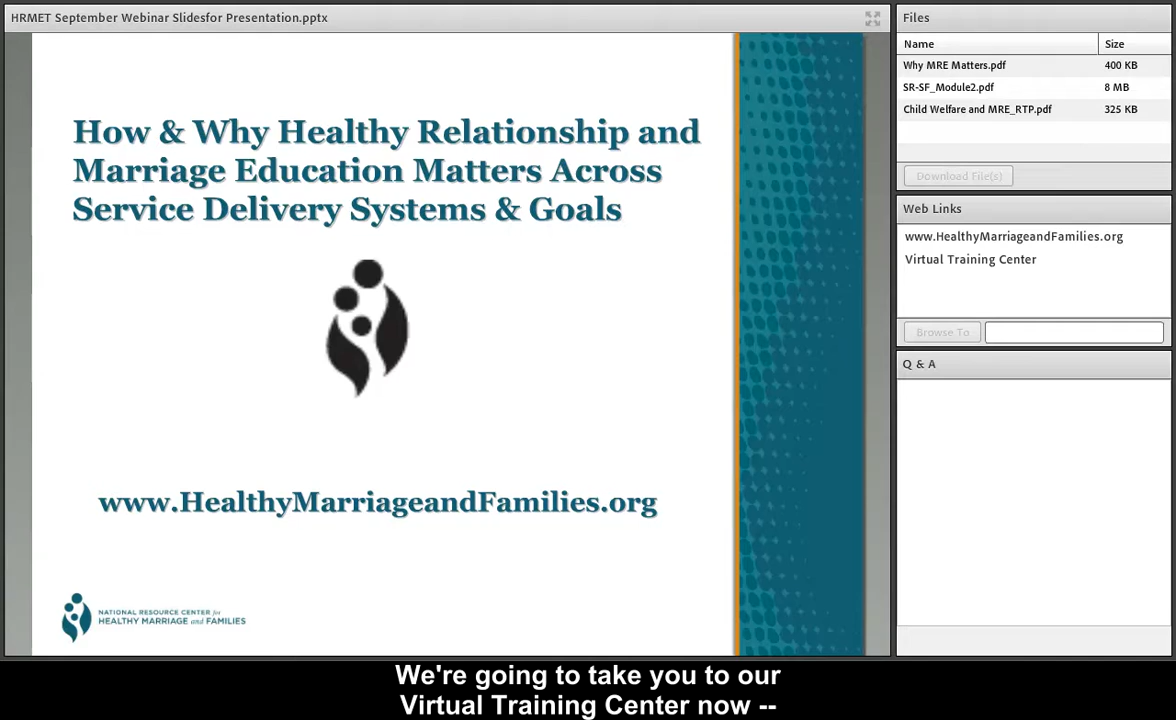 HRMET September Webinar Slidesfor Presentation.pptx
How & Why Healthy Relationship and
Marriage Education Matters Across
Service Delivery Systems & Goals
www.HealthyMarriageandFamilies.org
NATIONAL RESOURCE CENTER for
HEALTHY MARRIAGE and FAMILIES
Files
Name Size
Why MRE Matters.pdf 400 KB
SR-SF_Module2.pdf 8 MB
Child Welfare and MRE_RTP.pdf 325 KB
Download File(s)
Web Links
www.HealthyMarriageandFamilies.org
Virtual Training Center
Browse To
Q & A
We're going to take you to our
Virtual Training Center now --